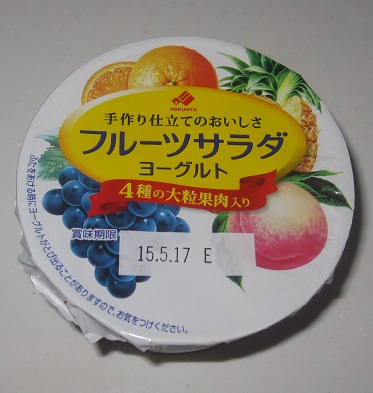 HOKUNYU
手作り仕立てのおいしさ
フルーツサラダ
ヨーグルト
4種の大粒果肉入り
賞味期限
15.5.17 E
ふたをあける時にヨーグルトがとび出ることがありますので、お気をつけください。